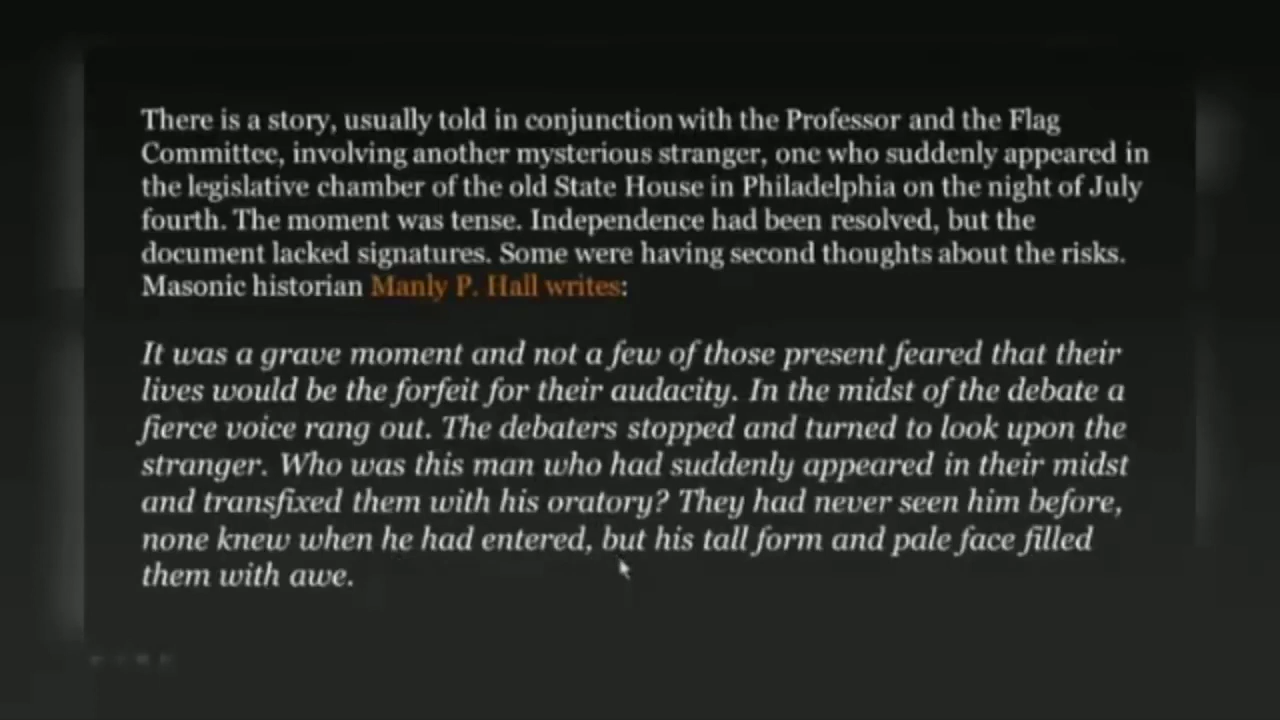 There is a story, usually told in conjunction with the Professor and the Flag
Committee, involving another mysterious stranger, one who suddenly appeared in
the legislative chamber of the old State House in Philadelphia on the night of July
fourth. The moment was tense. Independence had been resolved, but the
document lacked signatures. Some were having second thoughts about the risks.
Masonic historian Manly P. Hall writes:
It was a grave moment and not a few of those present feared that their
lives would be the forfeit for their audacity. In the midst of the debate a
fierce voice rang out. The debaters stopped and turned to look upon the
stranger. Who was this man who had suddenly appeared in their midst
and transfixed them with his oratory? They had never seen him before,
none knew when he had entered, but his tall form and pale face filled
them with awe.